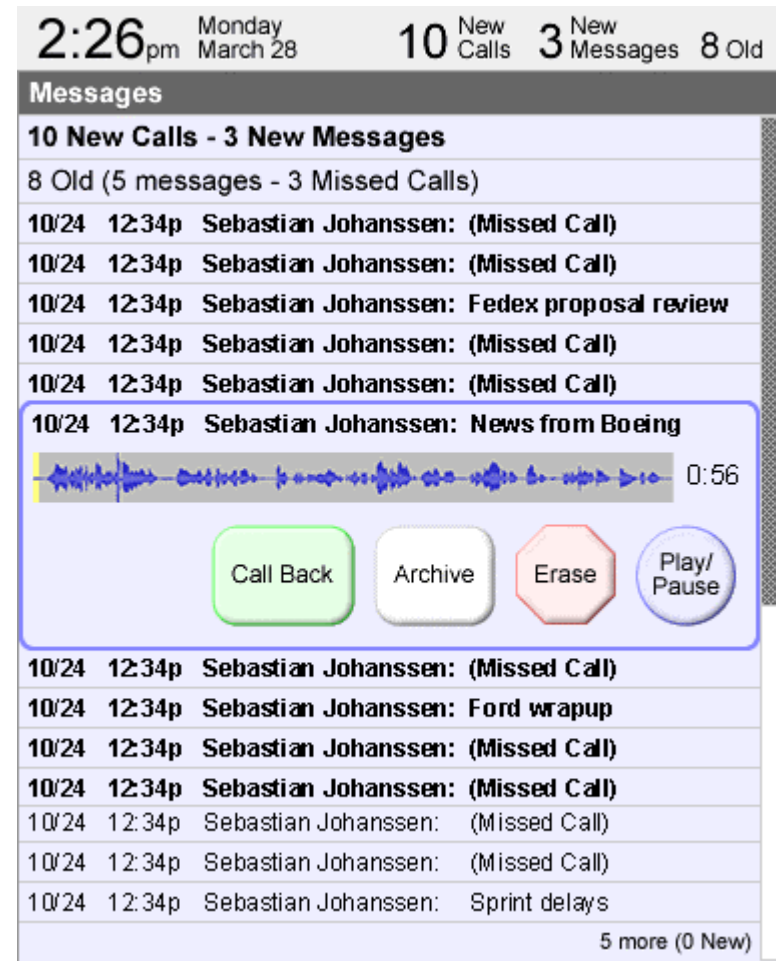 2:26pm Monday March 28 10 New Calls 3 New Messages 8 Old
Messages
10 New Calls - 3 New Messages
8 Old (5 messages - 3 Missed Calls)
10/24 12:34p Sebastian Johanssen: (Missed Call)
10/24 12:34p Sebastian Johanssen: (Missed Call)
10/24 12:34p Sebastian Johanssen: Fedex proposal review
10/24 12:34p Sebastian Johanssen: (Missed Call)
10/24 12:34p Sebastian Johanssen: (Missed Call)
10/24 12:34p Sebastian Johanssen: News from Boeing
0:56
Call Back Archive Erase Play/Pause
10/24 12:34p Sebastian Johanssen: (Missed Call)
10/24 12:34p Sebastian Johanssen: Ford wrapup
10/24 12:34p Sebastian Johanssen: (Missed Call)
10/24 12:34p Sebastian Johanssen: (Missed Call)
10/24 12:34p Sebastian Johanssen: (Missed Call)
10/24 12:34p Sebastian Johanssen: (Missed Call)
10/24 12:34p Sebastian Johanssen: Sprint delays
5 more (0 New)